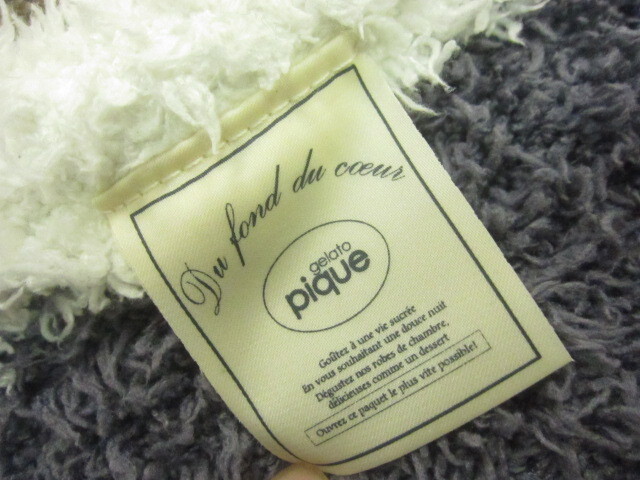 Du fond du cœur
gelato
pique
Goûtez à une vie sucrée
En vous souhaitant une douce nuit
Dégustez nos robes de chambre,
délicieuses comme un dessert
Ouvrez ce paquet le plus vite possible!